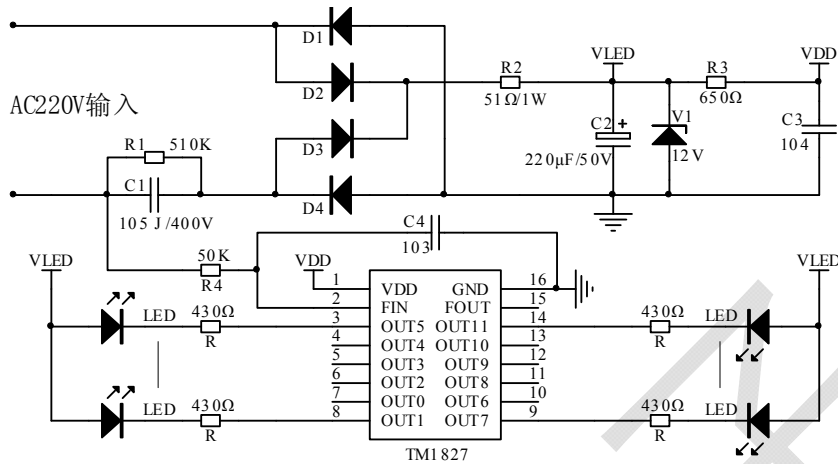 D1
VLED
VDD
D2
R2
51Ω/1W
R3
650Ω
AC220V输入
R1
510K
D3
C2
+
220μF/50V
V1
12V
C3
104
C1
105 J/400V
D4
50K
R4
C4
103
VLED
VDD
VLED
1
VDD
GND
16
2
FIN
FOUT
15
LED
430Ω
R
3
OUT5
OUT11
14
430Ω
R
LED
4
OUT4
OUT10
13
5
OUT3
OUT9
12
6
OUT2
OUT8
11
7
OUT0
OUT6
10
LED
430Ω
R
8
OUT1
OUT7
9
430Ω
R
LED
TM1827